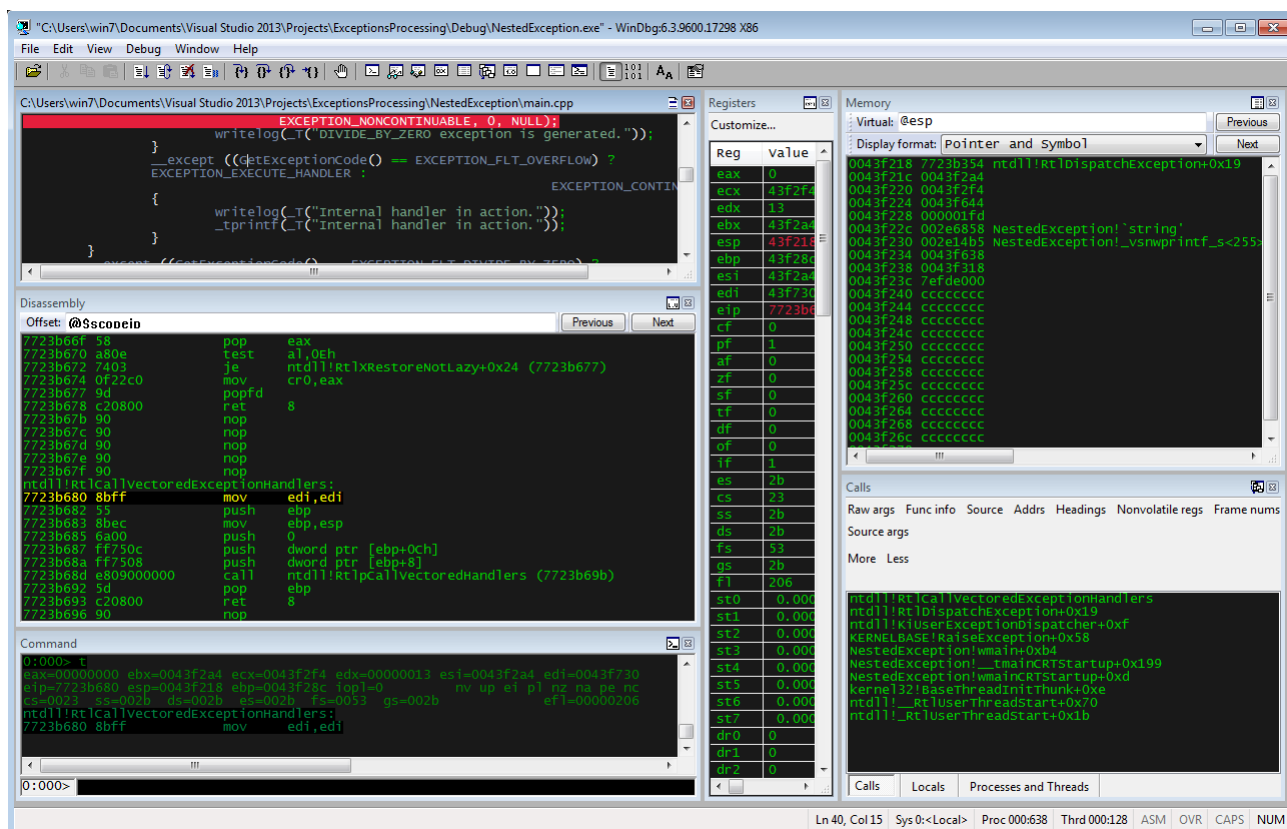 "C:\Users\win7\Documents\Visual Studio 2013\Projects\ExceptionsProcessing\Debug\NestedException.exe" - WinDbg:6.3.9600.17298 X86
File Edit View Debug Window Help
C:\Users\win7\Documents\Visual Studio 2013\Projects\ExceptionsProcessing\NestedException\main.cpp
EXCEPTION_NONCONTINUABLE, 0, NULL);
writelog(_T("DIVIDE_BY_ZERO exception is generated."));
}
__except ((GetExceptionCode() == EXCEPTION_FLT_OVERFLOW) ?
EXCEPTION_EXECUTE_HANDLER :
EXCEPTION_CONTIN
{
writelog(_T("Internal handler in action."));
_tprintf(_T("Internal handler in action."));
}
}
Disassembly
Offset: @$scopeip
Previous Next
7723b66f 58 pop eax
7723b670 a80e test al,0Eh
7723b672 7403 je ntdll!RtlXRestoreNotLazy+0x24 (7723b677)
7723b674 0f22c0 mov cr0,eax
7723b677 9d popfd
7723b678 c20800 ret 8
7723b67b 90 nop
7723b67c 90 nop
7723b67d 90 nop
7723b67e 90 nop
7723b67f 90 nop
ntdll!RtlCallVectoredExceptionHandlers:
7723b680 8bff mov edi,edi
7723b682 55 push ebp
7723b683 8bec mov ebp,esp
7723b685 6a00 push 0
7723b687 ff750c push dword ptr [ebp+0Ch]
7723b68a ff7508 push dword ptr [ebp+8]
7723b68d e809000000 call ntdll!RtlpCallVectoredHandlers (7723b69b)
7723b692 5d pop ebp
7723b693 c20800 ret 8
7723b696 90 nop
Command
0:000> t
eax=00000000 ebx=0043f2a4 ecx=0043f2f4 edx=00000013 esi=0043f2a4 edi=0043f730
eip=7723b680 esp=0043f218 ebp=0043f28c iopl=0 nv up ei pl nz na pe nc
cs=0023 ss=002b ds=002b es=002b fs=0053 gs=002b efl=00000206
ntdll!RtlCallVectoredExceptionHandlers:
7723b680 8bff mov edi,edi
0:000>
Registers
Customize...
Reg Value
eax 0
ecx 43f2f4
edx 13
ebx 43f2a4
esp 43f218
ebp 43f28c
esi 43f2a4
edi 43f730
eip 7723b6
cf 0
pf 1
af 0
zf 0
sf 0
tf 0
df 0
of 0
if 1
es 2b
cs 23
ss 2b
ds 2b
fs 53
gs 2b
fl 206
st0 0.000
st1 0.000
st2 0.000
st3 0.000
st4 0.000
st5 0.000
st6 0.000
st7 0.000
dr0 0
dr1 0
dr2 0
Memory
Virtual: @esp
Previous
Display format: Pointer and Symbol
Next
0043f218 7723b354 ntdll!RtlDispatchException+0x19
0043f21c 0043f2a4
0043f220 0043f2f4
0043f224 0043f644
0043f228 000001fd
0043f22c 002e6858 NestedException!`string'
0043f230 002e14b5 NestedException!_vsnwprintf_s<255>
0043f234 0043f638
0043f238 0043f318
0043f23c 7efde000
0043f240 cccccccc
0043f244 cccccccc
0043f248 cccccccc
0043f24c cccccccc
0043f250 cccccccc
0043f254 cccccccc
0043f258 cccccccc
0043f25c cccccccc
0043f260 cccccccc
0043f264 cccccccc
0043f268 cccccccc
0043f26c cccccccc
Calls
Raw args Func info Source Addrs Headings Nonvolatile regs Frame nums
Source args
More Less
ntdll!RtlCallVectoredExceptionHandlers
ntdll!RtlDispatchException+0x19
ntdll!KiUserExceptionDispatcher+0xf
KERNELBASE!RaiseException+0x58
NestedException!wmain+0xb4
NestedException!__tmainCRTStartup+0x199
NestedException!wmainCRTStartup+0xd
kernel32!BaseThreadInitThunk+0xe
ntdll!__RtlUserThreadStart+0x70
ntdll!_RtlUserThreadStart+0x1b
Calls Locals Processes and Threads
Ln 40, Col 15 Sys 0:<Local> Proc 000:638 Thrd 000:128 ASM OVR CAPS NUM